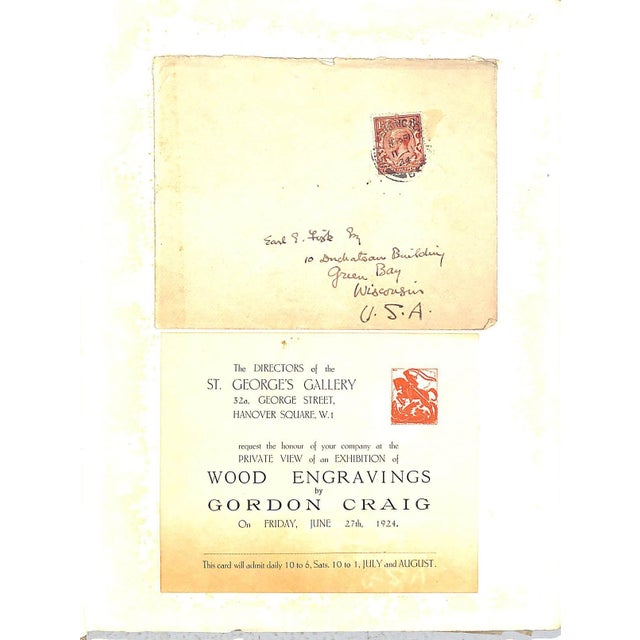 Earl E. Fisk Esq
10 Duchateau Building
Green Bay
Wisconsin
U.S.A.
The DIRECTORS of the
ST. GEORGE'S GALLERY
32a, GEORGE STREET,
HANOVER SQUARE, W.1
request the honour of your company at the
PRIVATE VIEW of an EXHIBITION of
WOOD ENGRAVINGS
by
GORDON CRAIG
On FRIDAY, JUNE 27th, 1924.
This card will admit daily 10 to 6, Sats. 10 to 1, JULY and AUGUST.